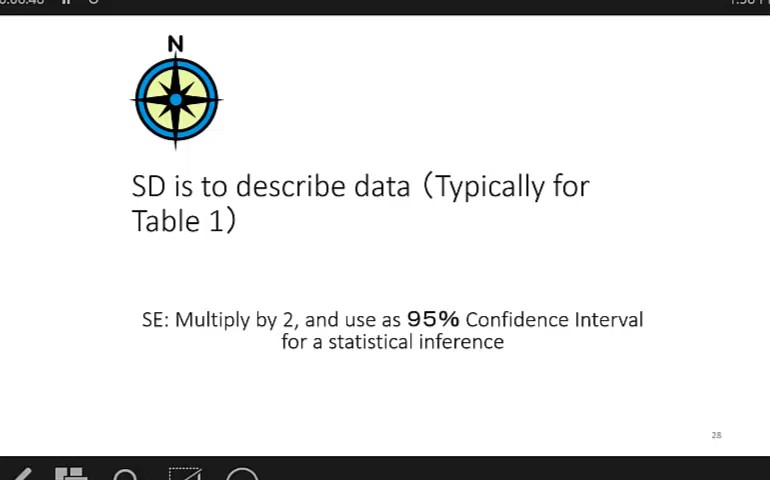 N
SD is to describe data (Typically for
Table 1)
SE: Multiply by 2, and use as 95% Confidence Interval
for a statistical inference
28